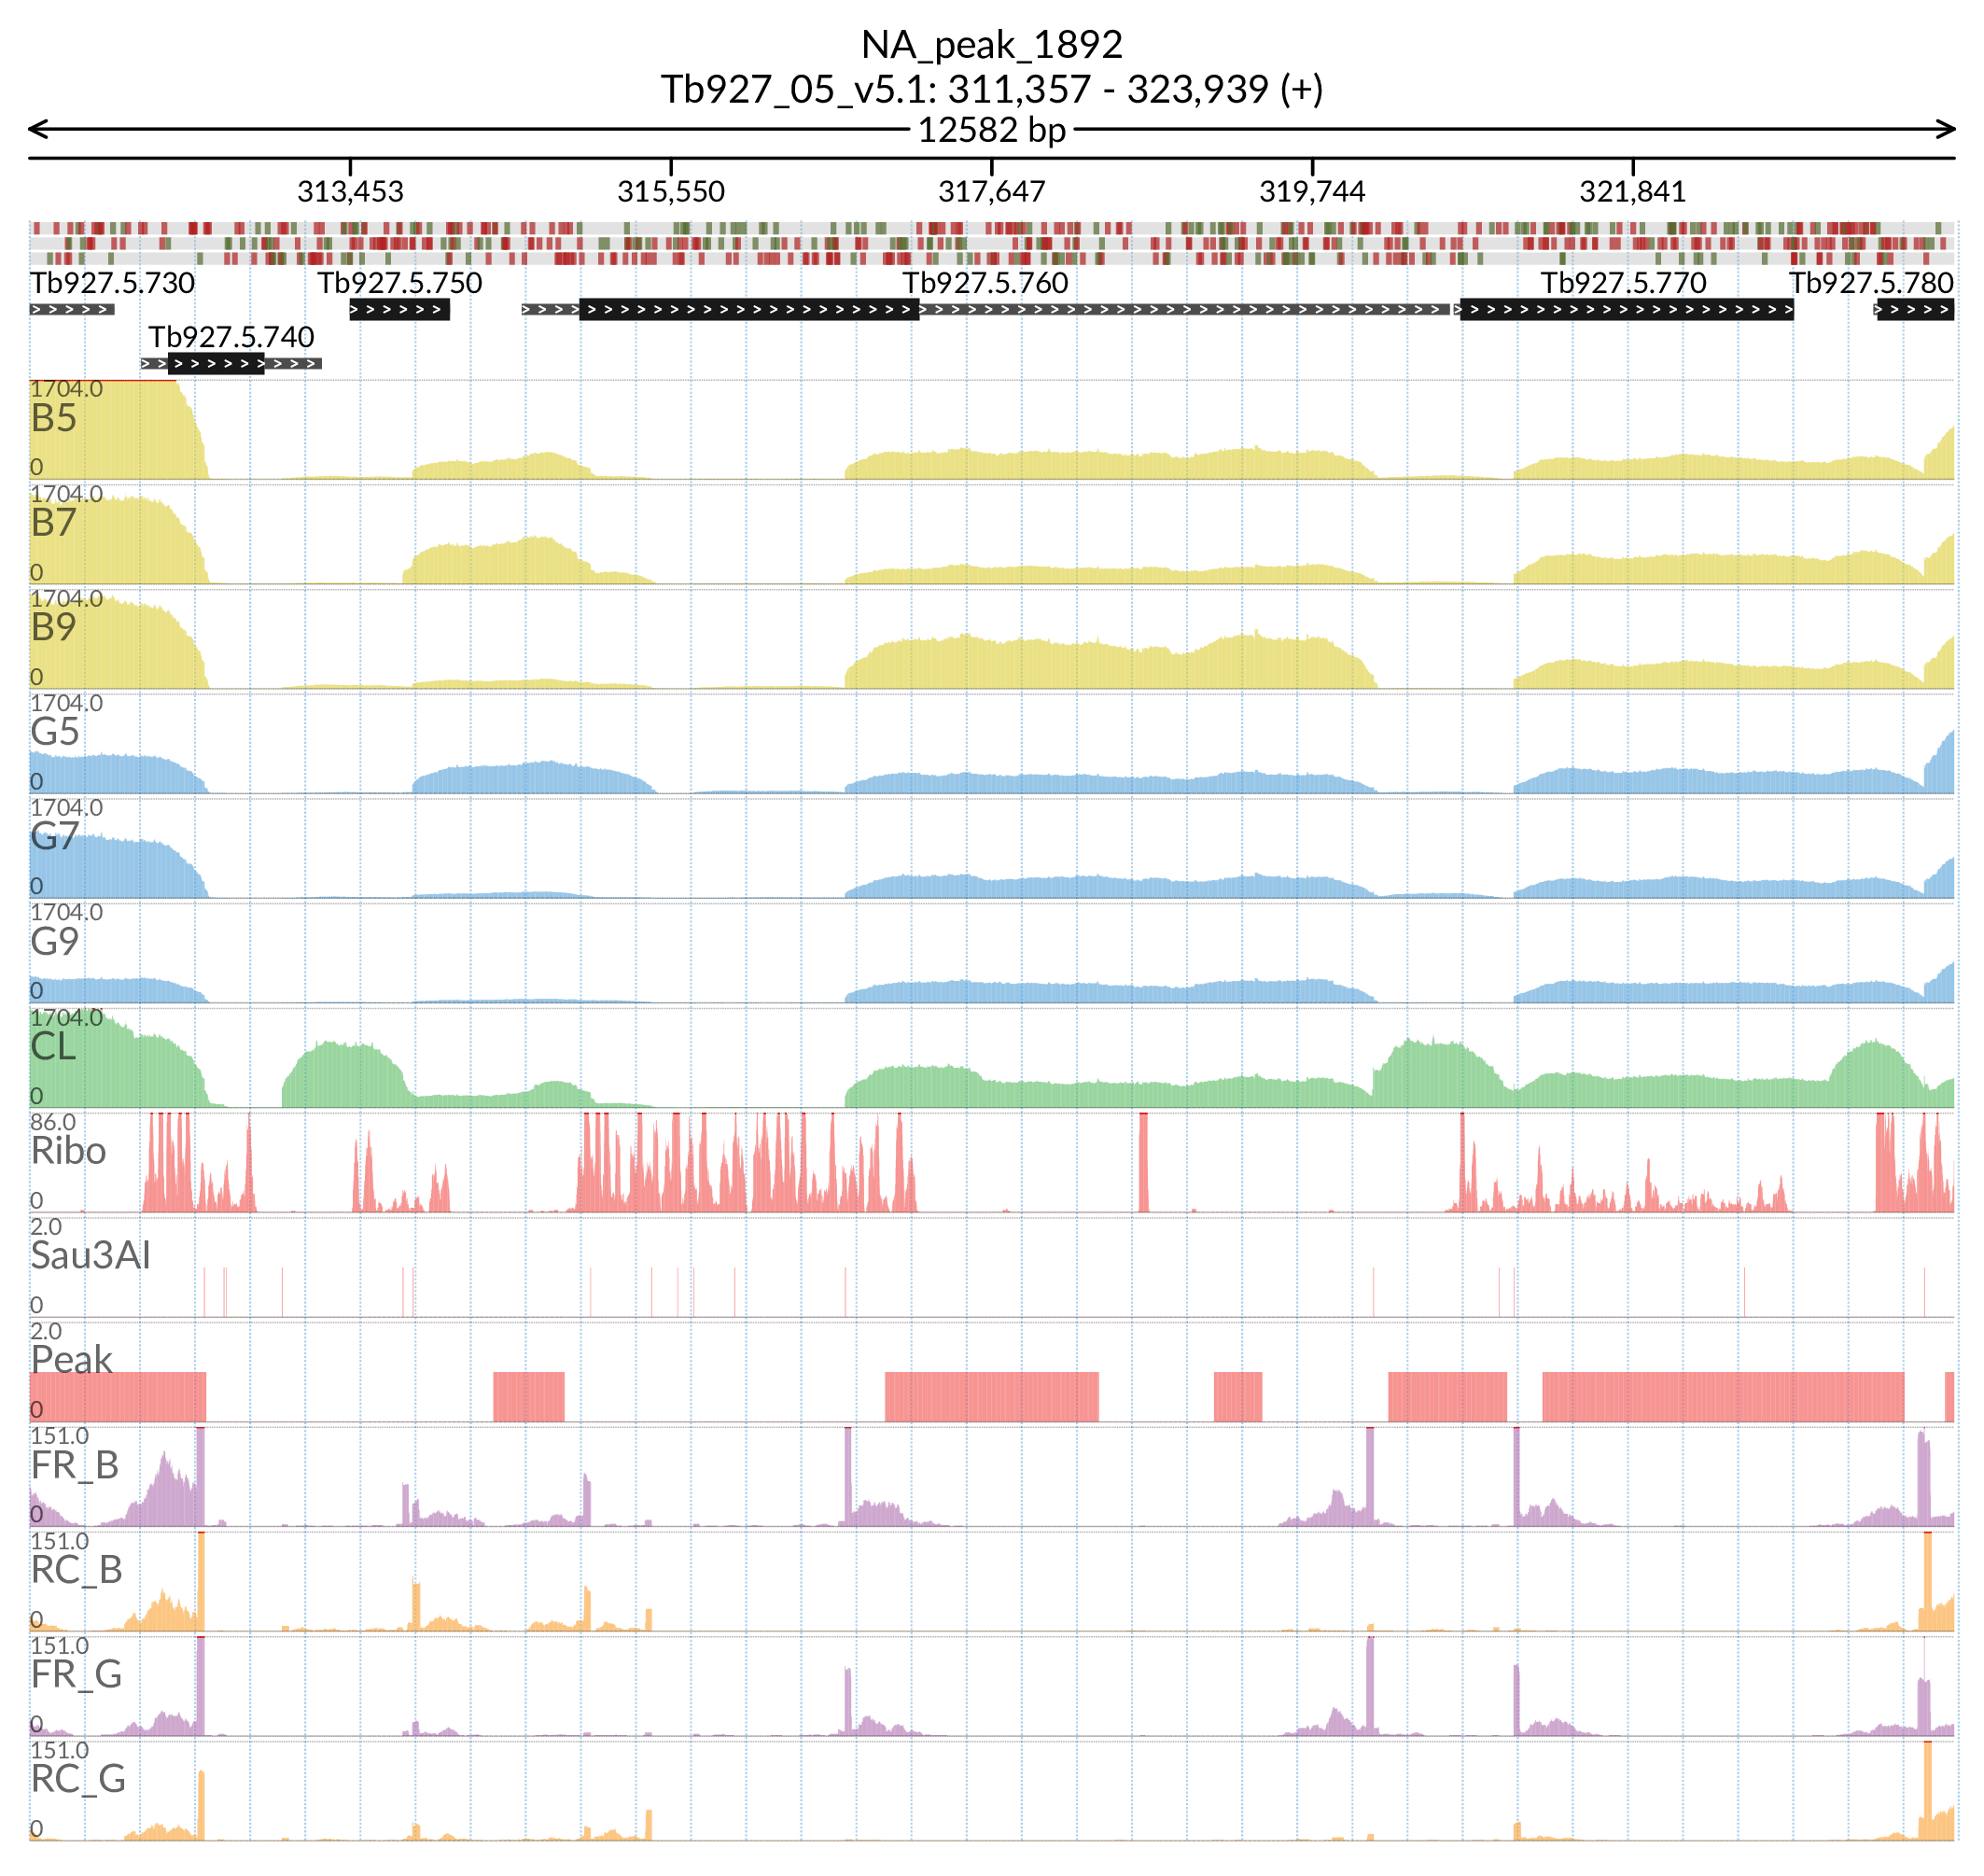 NA_peak_1892
Tb927_05_v5.1: 311,357 - 323,939 (+)
12582 bp
313,453 315,550 317,647 319,744 321,841
Tb927.5.730 Tb927.5.750 Tb927.5.760 Tb927.5.770 Tb927.5.780
Tb927.5.740
1704.0
B5
0
1704.0
B7
0
1704.0
B9
0
1704.0
G5
0
1704.0
G7
0
1704.0
G9
0
1704.0
CL
0
86.0
Ribo
0
2.0
Sau3AI
0
2.0
Peak
0
151.0
FR_B
0
151.0
RC_B
0
151.0
FR_G
0
151.0
RC_G
0